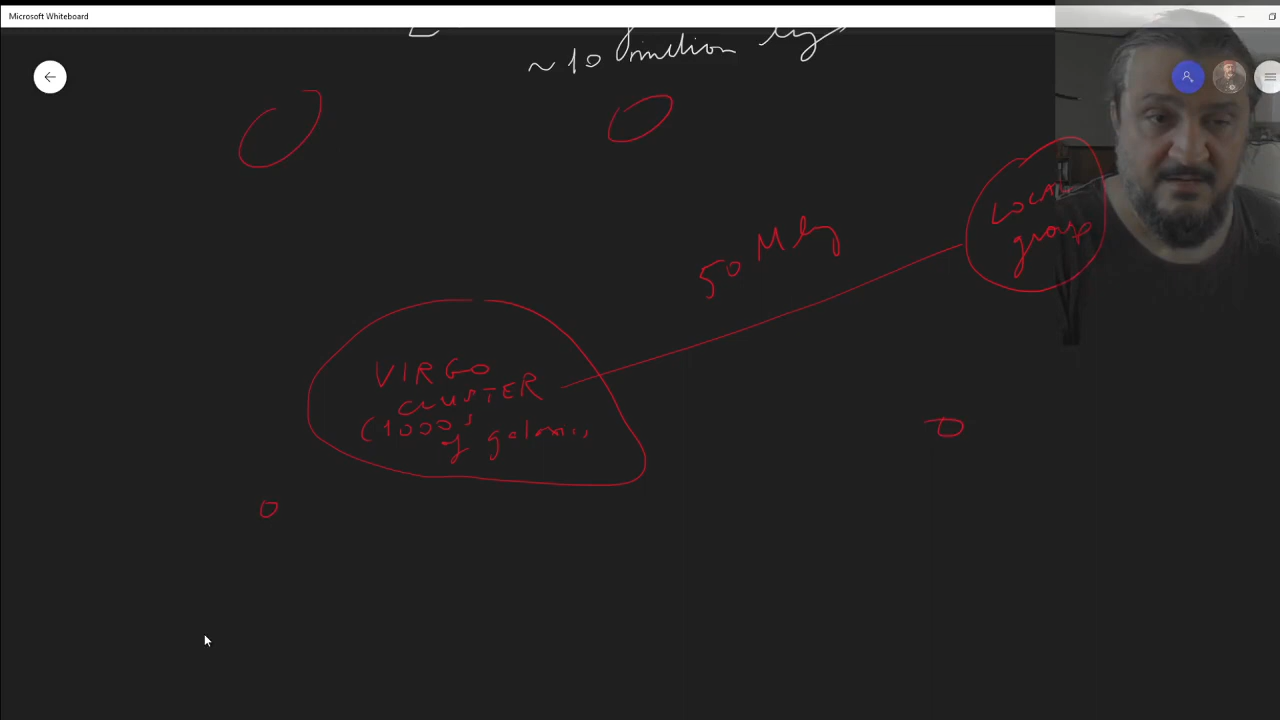 Microsoft Whiteboard
~ 10 million ly
50 Mly
LOCAL
group
VIRGO
CLUSTER
(1000's
of galaxies